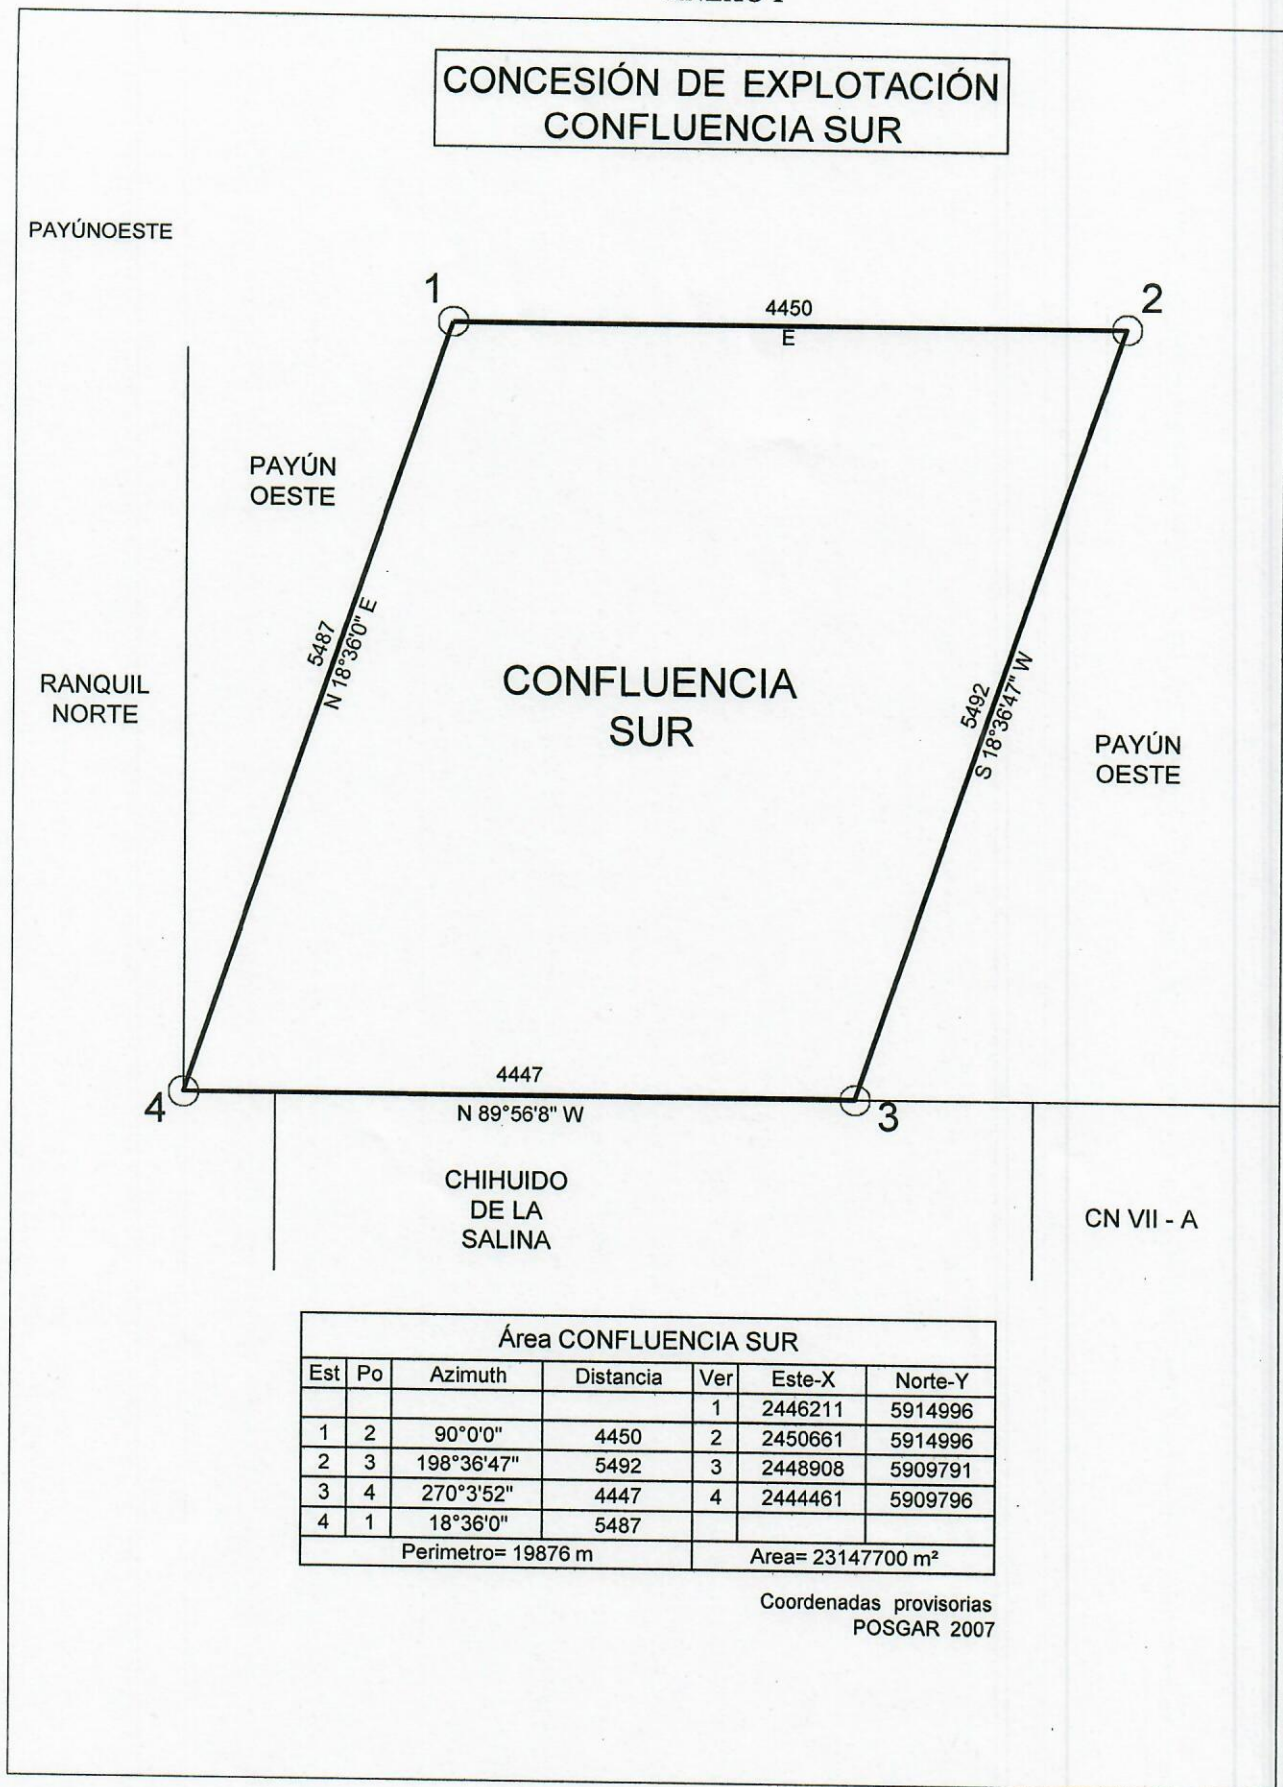 CONCESIÓN DE EXPLOTACIÓN
CONFLUENCIA SUR
PAYÚNOESTE
1
2
4450
E
PAYÚN
OESTE
5487
N 18°36'0" E
RANQUIL
NORTE
CONFLUENCIA
SUR
5492
S 18°36'47" W
PAYÚN
OESTE
4
4447
N 89°56'8" W
3
CHIHUIDO
DE LA
SALINA
CN VII - A
Área CONFLUENCIA SUR
Est Po Azimuth Distancia Ver Este-X Norte-Y
1 2446211 5914996
1 2 90°0'0" 4450 2 2450661 5914996
2 3 198°36'47" 5492 3 2448908 5909791
3 4 270°3'52" 4447 4 2444461 5909796
4 1 18°36'0" 5487
Perimetro= 19876 m Area= 23147700 m²
Coordenadas provisorias
POSGAR 2007